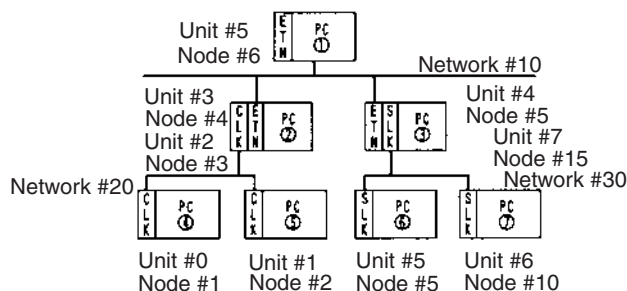 Unit #5
Node #6
ETN
PC
①
Network #10
Unit #3
Node #4
Unit #2
Node #3
CLK
ETN
PC
②
ETN
SLK
PC
③
Unit #4
Node #5
Unit #7
Node #15
Network #20
Network #30
CLK
PC
④
CLK
PC
⑤
SLK
PC
⑥
SLK
PC
⑦
Unit #0
Node #1
Unit #1
Node #2
Unit #5
Node #5
Unit #6
Node #10